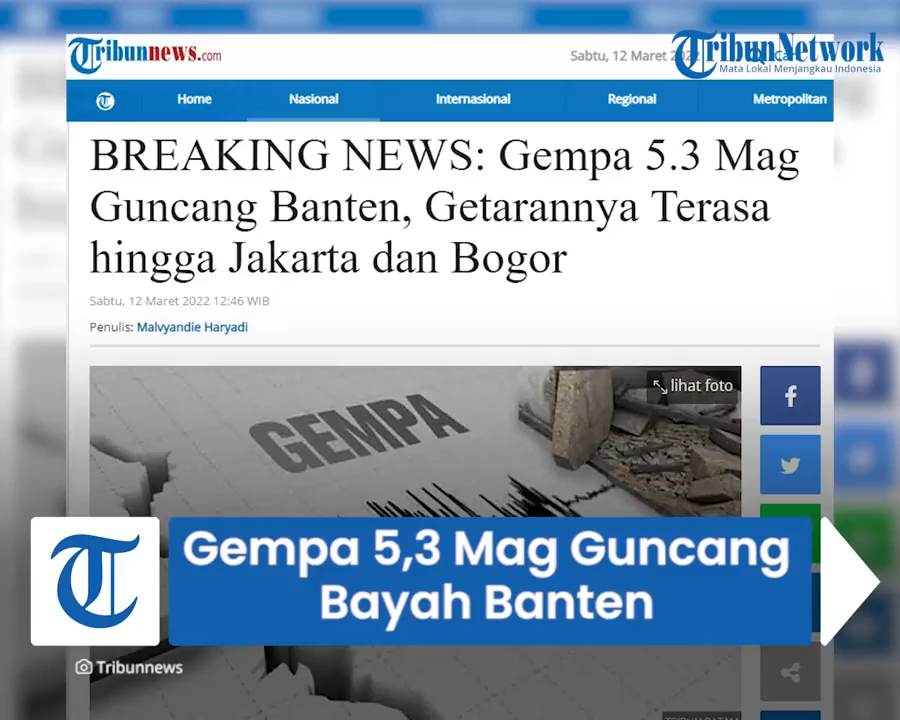 Tribunnews.com
Sabtu, 12 Maret 2022
TribunNetwork
Mata Lokal Menjangkau Indonesia
Home Nasional Internasional Regional Metropolitan
BREAKING NEWS: Gempa 5.3 Mag
Guncang Banten, Getarannya Terasa
hingga Jakarta dan Bogor
Sabtu, 12 Maret 2022 12:46 WIB
Penulis: Malvyandie Haryadi
lihat foto
GEMPA
Gempa 5,3 Mag Guncang
Bayah Banten
Tribunnews